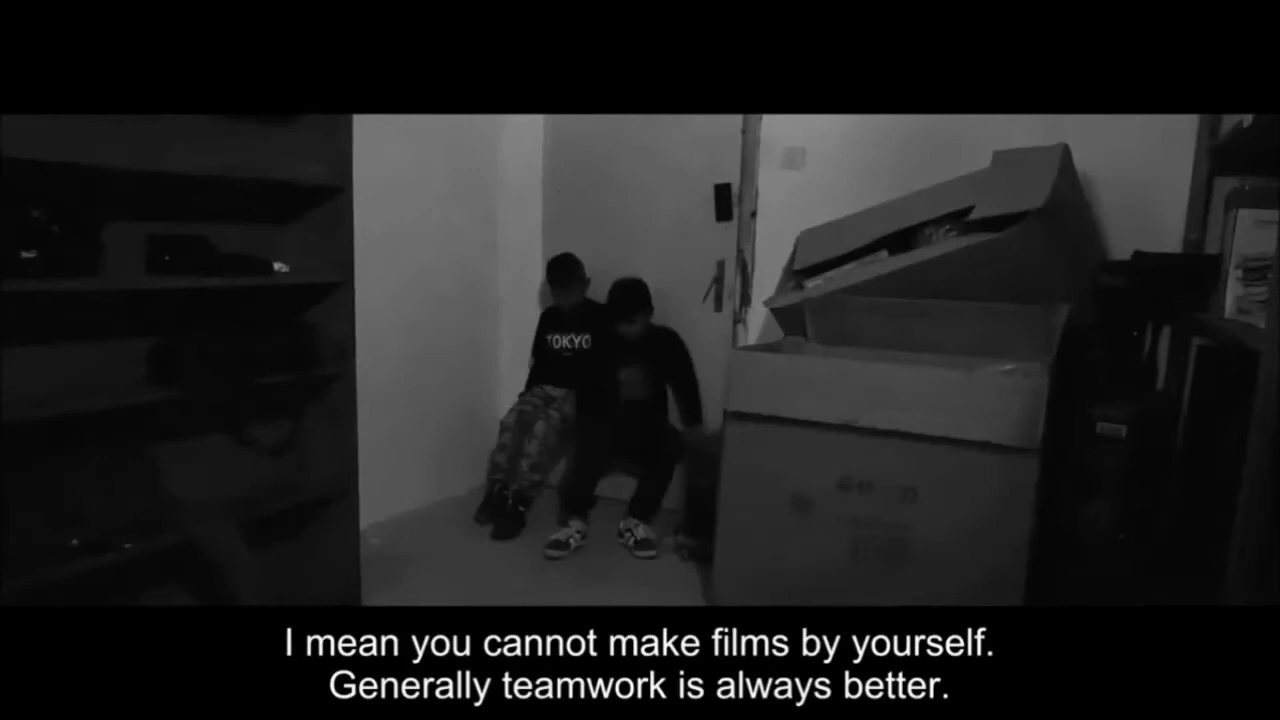 TOKYO
I mean you cannot make films by yourself.
Generally teamwork is always better.